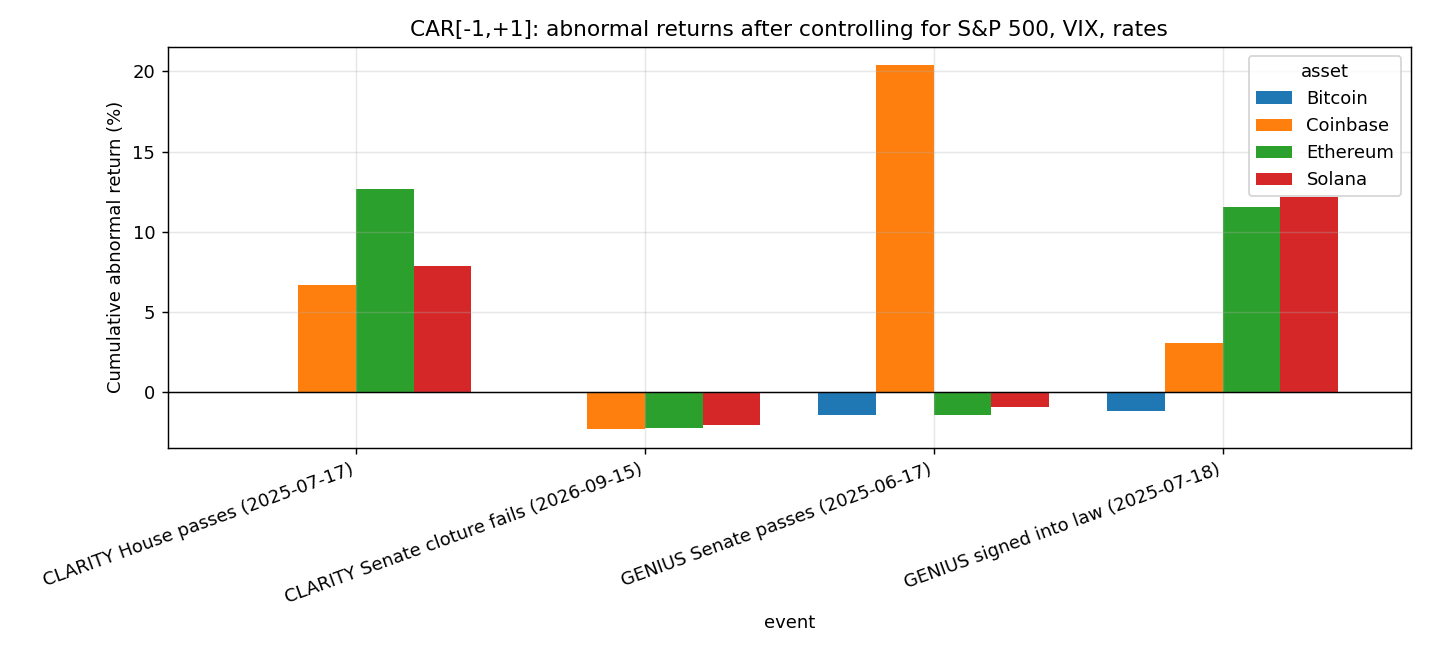 CAR[-1,+1]: abnormal returns after controlling for S&P 500, VIX, rates
asset
Bitcoin
Coinbase
Ethereum
Solana
Cumulative abnormal return (%)
20
15
10
5
0
CLARITY House passes (2025-07-17)
CLARITY Senate cloture fails (2026-09-15)
GENIUS Senate passes (2025-06-17)
GENIUS signed into law (2025-07-18)
event